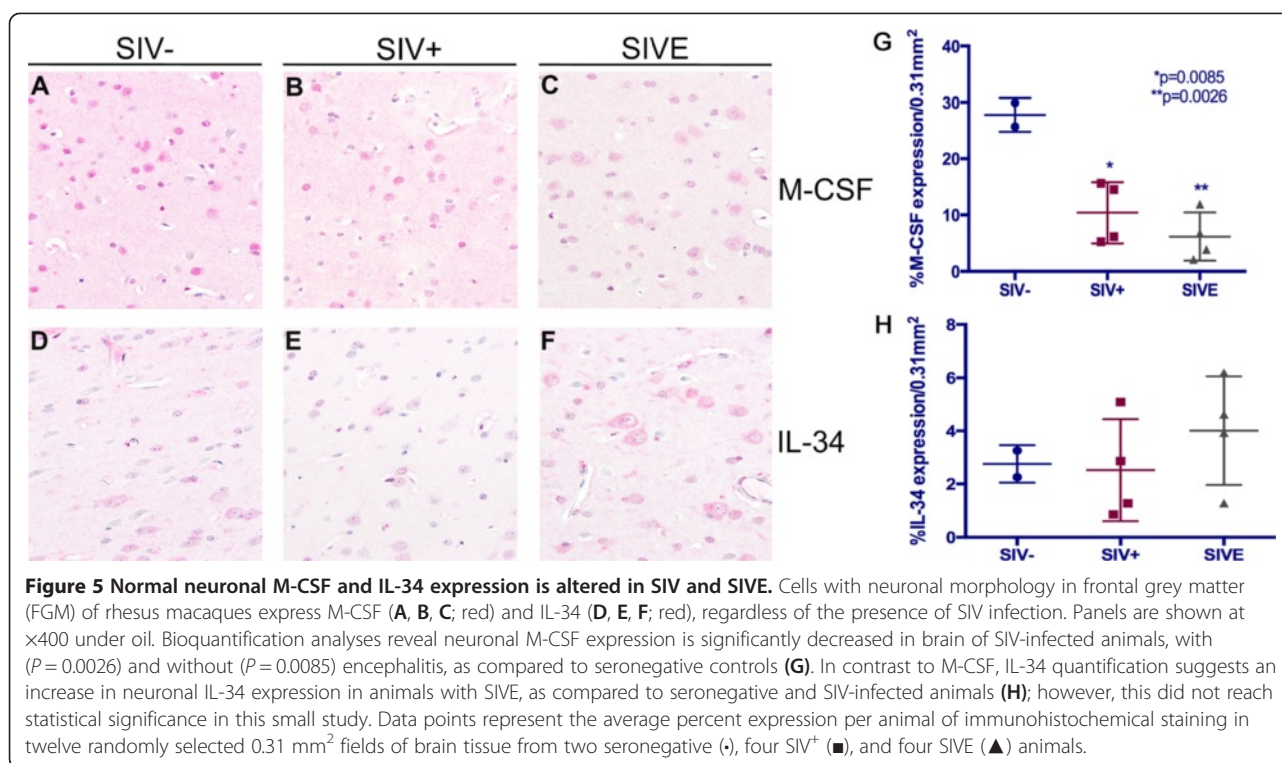 SIV- SIV+ SIVE
A B C
M-CSF
D E F
IL-34
G
%M-CSF expression/0.31mm²
40
30
20
10
0
*p=0.0085
**p=0.0026
*
**
SIV- SIV+ SIVE
H
%IL-34 expression/0.31mm²
8
6
4
2
0
SIV- SIV+ SIVE
Figure 5 Normal neuronal M-CSF and IL-34 expression is altered in SIV and SIVE. Cells with neuronal morphology in frontal grey matter
(FGM) of rhesus macaques express M-CSF (A, B, C; red) and IL-34 (D, E, F; red), regardless of the presence of SIV infection. Panels are shown at
×400 under oil. Bioquantification analyses reveal neuronal M-CSF expression is significantly decreased in brain of SIV-infected animals, with
(P = 0.0026) and without (P = 0.0085) encephalitis, as compared to seronegative controls (G). In contrast to M-CSF, IL-34 quantification suggests an
increase in neuronal IL-34 expression in animals with SIVE, as compared to seronegative and SIV-infected animals (H); however, this did not reach
statistical significance in this small study. Data points represent the average percent expression per animal of immunohistochemical staining in
twelve randomly selected 0.31 mm² fields of brain tissue from two seronegative (•), four SIV⁺ (■), and four SIVE (▲) animals.